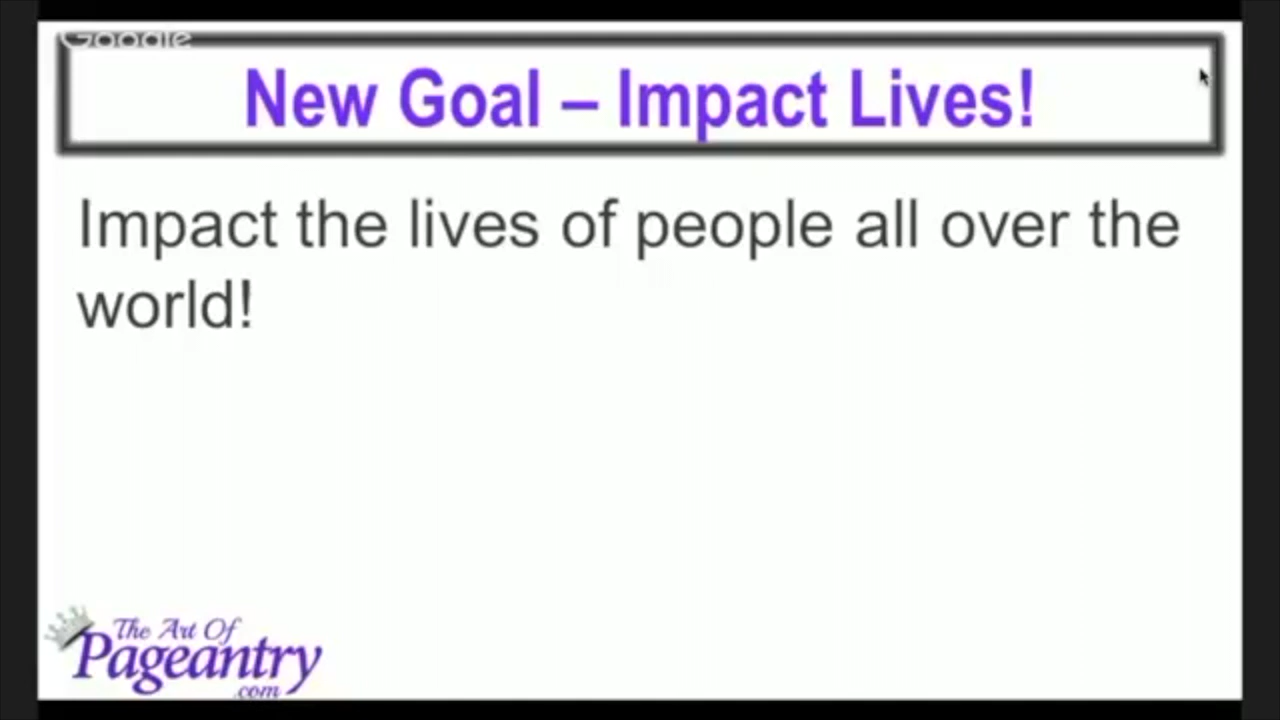 Google
New Goal – Impact Lives!
Impact the lives of people all over the
world!
The Art Of
Pageantry
.com